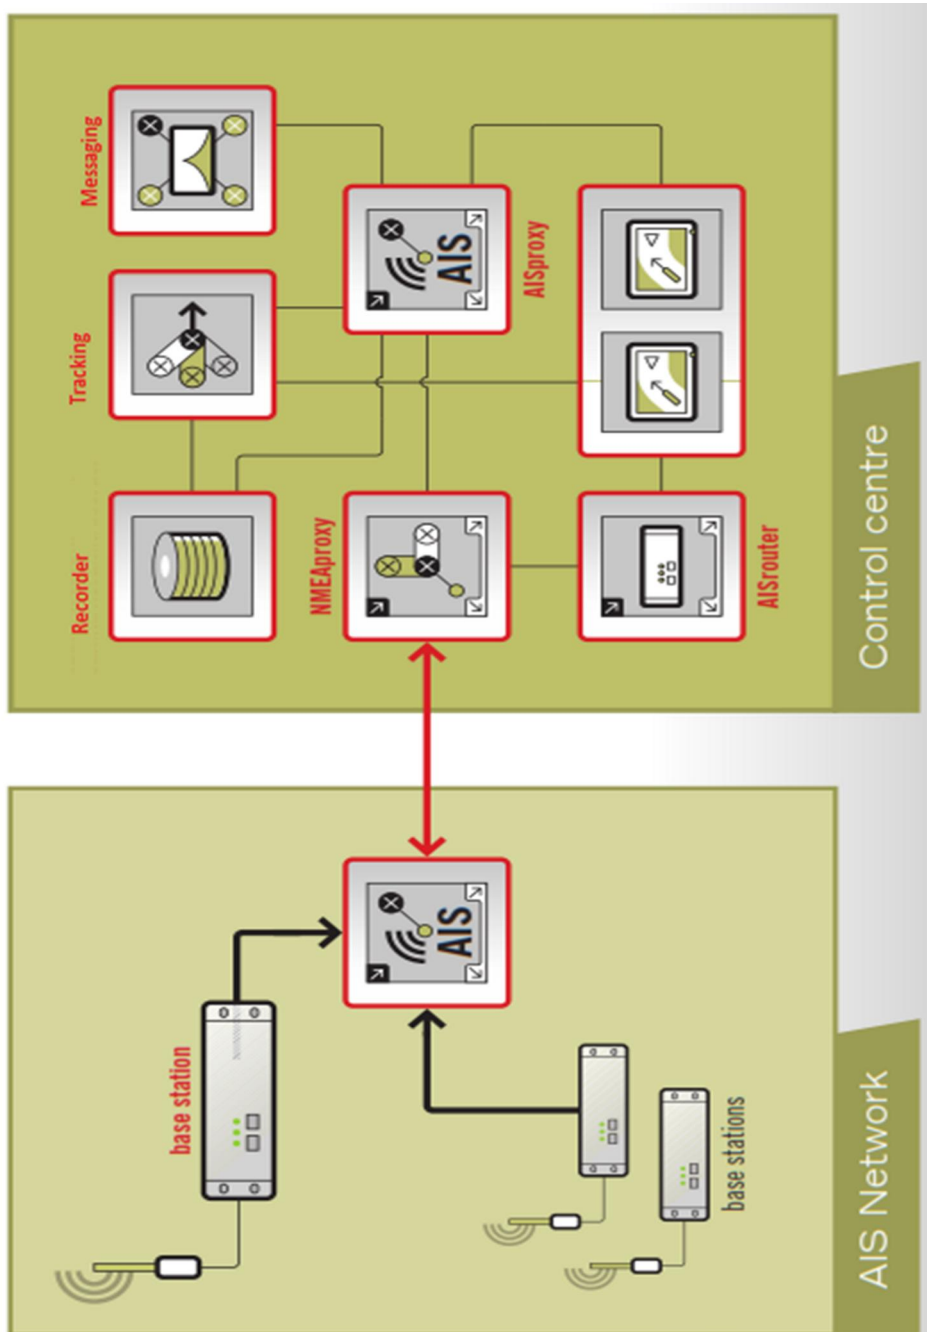 AIS Network
base station
base stations
AIS
Control centre
Recorder
Tracking
Messaging
NMEAproxy
AIS
AISproxy
AISrouter